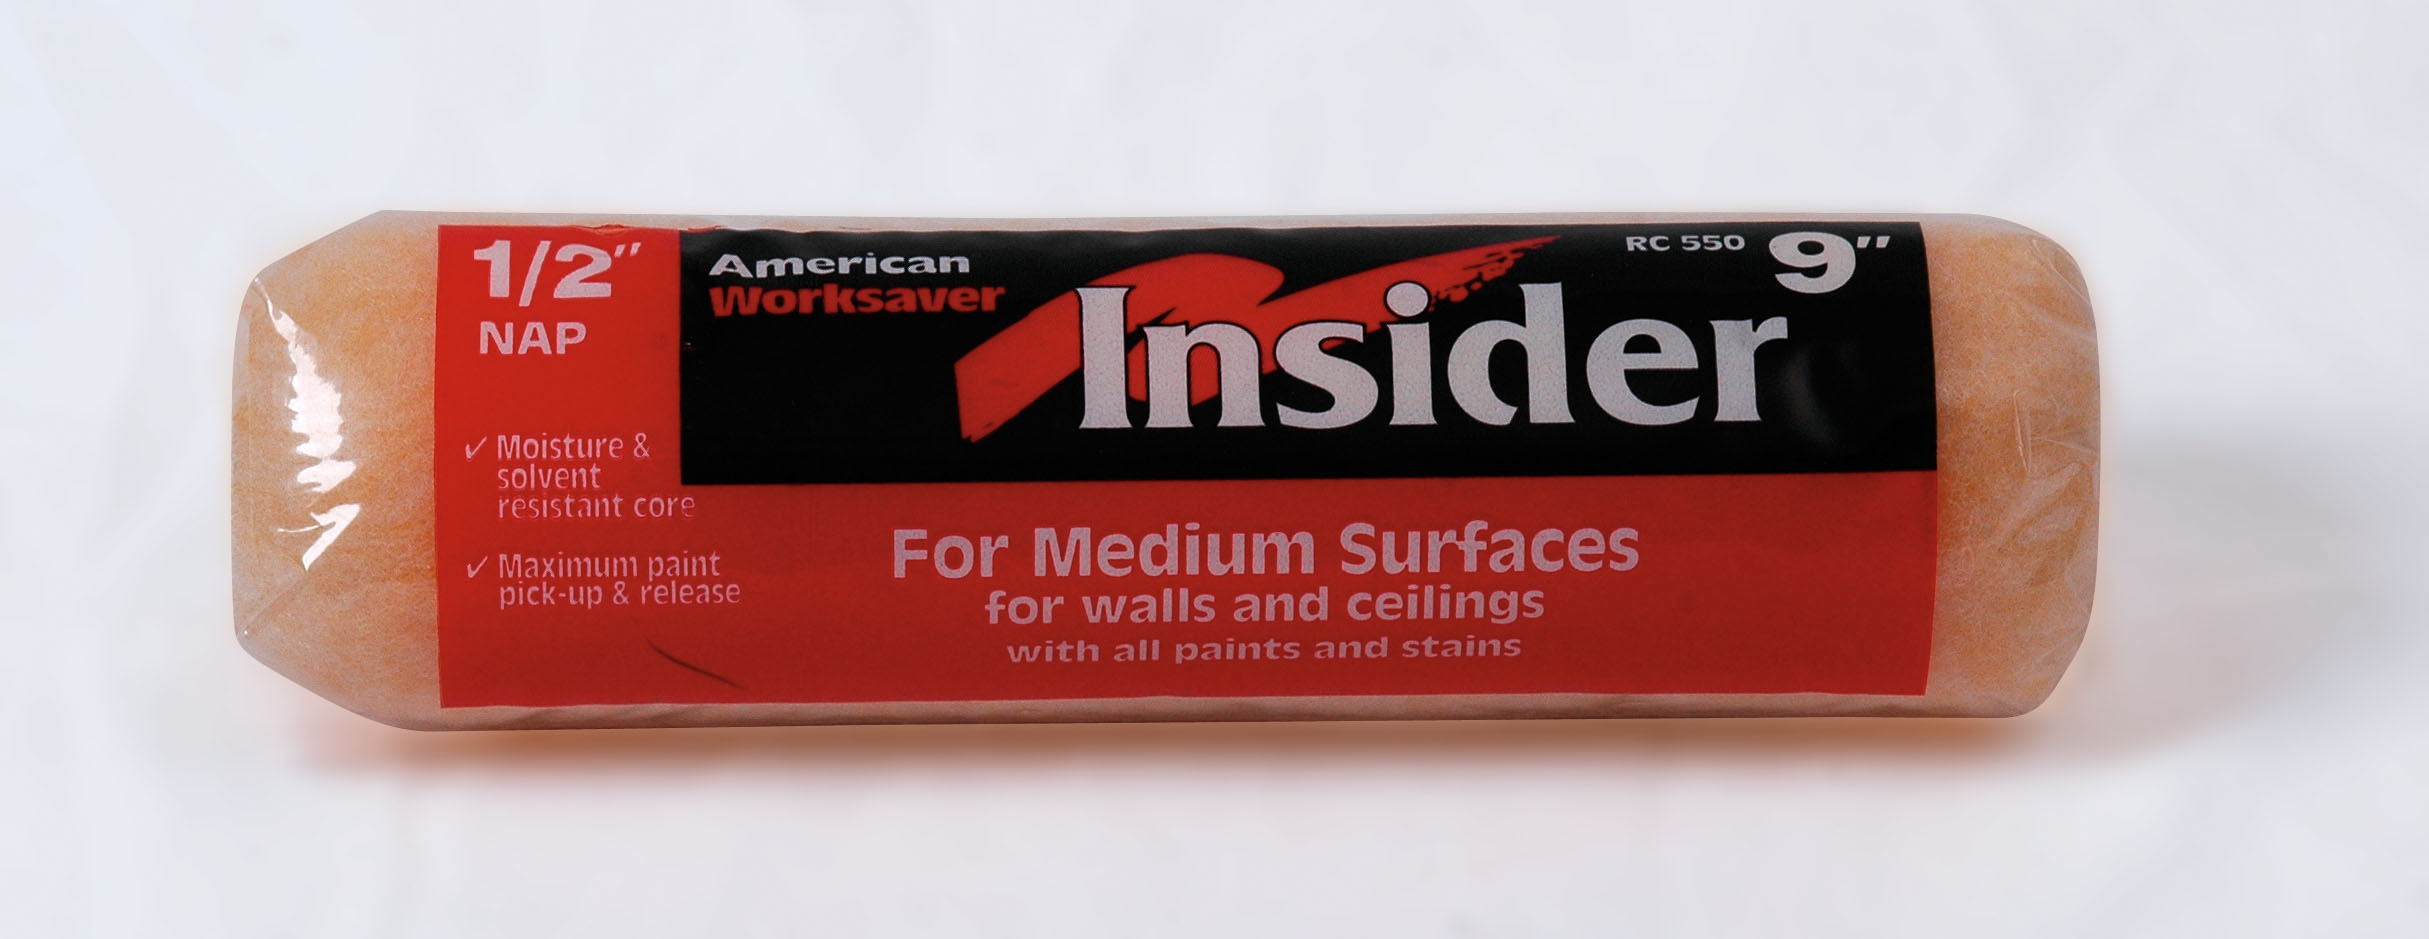 1/2"
NAP
✓ Moisture &
solvent
resistant core
✓ Maximum paint
pick-up & release
American
Worksaver
Insider
RC 550 9"
For Medium Surfaces
for walls and ceilings
with all paints and stains